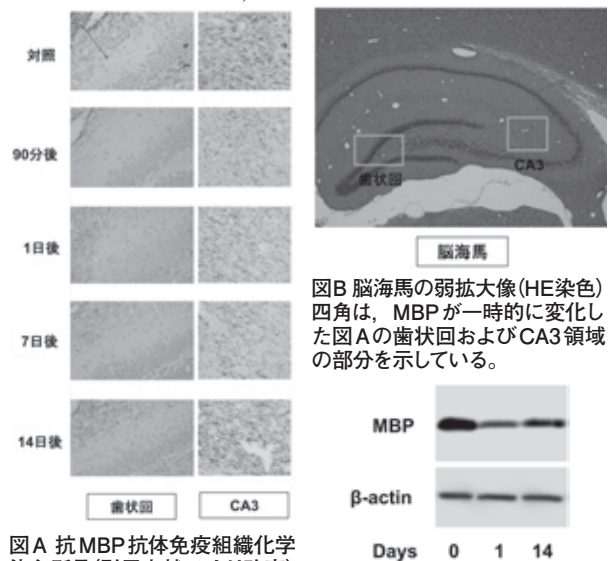 対照
90分後
1日後
7日後
14日後
歯状回
CA3
図A 抗MBP抗体免疫組織化学
歯状回
CA3
脳海馬
図B 脳海馬の弱拡大像(HE染色)
四角は，MBPが一時的に変化し
た図Aの歯状回およびCA3領域
の部分を示している。
MBP
β-actin
Days 0 1 14